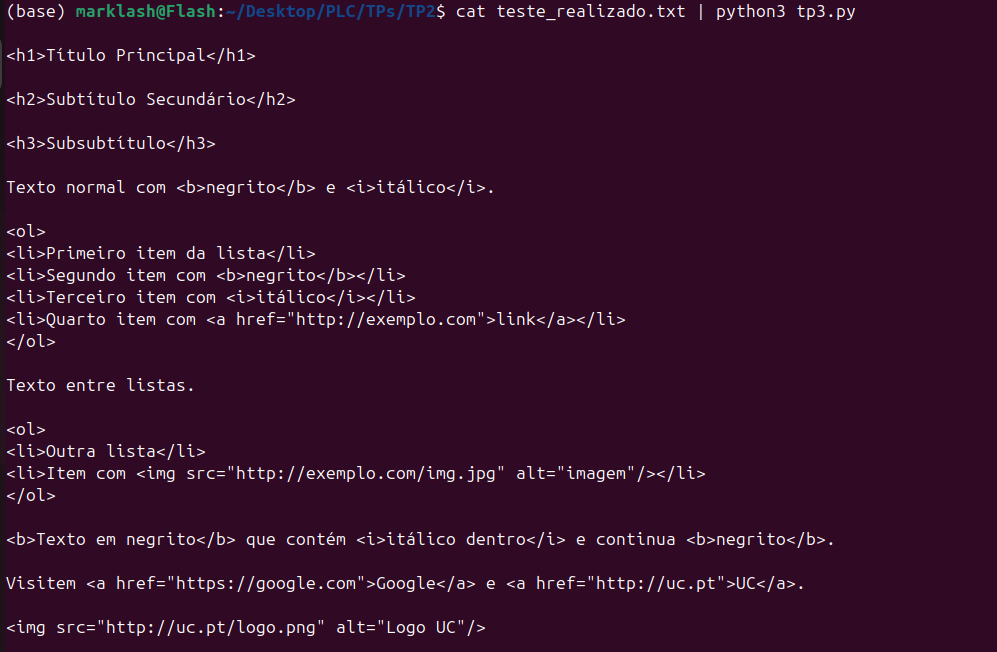 (base) marklash@Flash:~/Desktop/PLC/TPs/TP2$ cat teste_realizado.txt | python3 tp3.py
<h1>Título Principal</h1>
<h2>Subtítulo Secundário</h2>
<h3>Subsubtítulo</h3>
Texto normal com <b>negrito</b> e <i>itálico</i>.
<ol>
<li>Primeiro item da lista</li>
<li>Segundo item com <b>negrito</b></li>
<li>Terceiro item com <i>itálico</i></li>
<li>Quarto item com <a href="http://exemplo.com">link</a></li>
</ol>
Texto entre listas.
<ol>
<li>Outra lista</li>
<li>Item com <img src="http://exemplo.com/img.jpg" alt="imagem"/></li>
</ol>
<b>Texto em negrito</b> que contém <i>itálico dentro</i> e continua <b>negrito</b>.
Visitem <a href="https://google.com">Google</a> e <a href="http://uc.pt">UC</a>.
<img src="http://uc.pt/logo.png" alt="Logo UC"/>